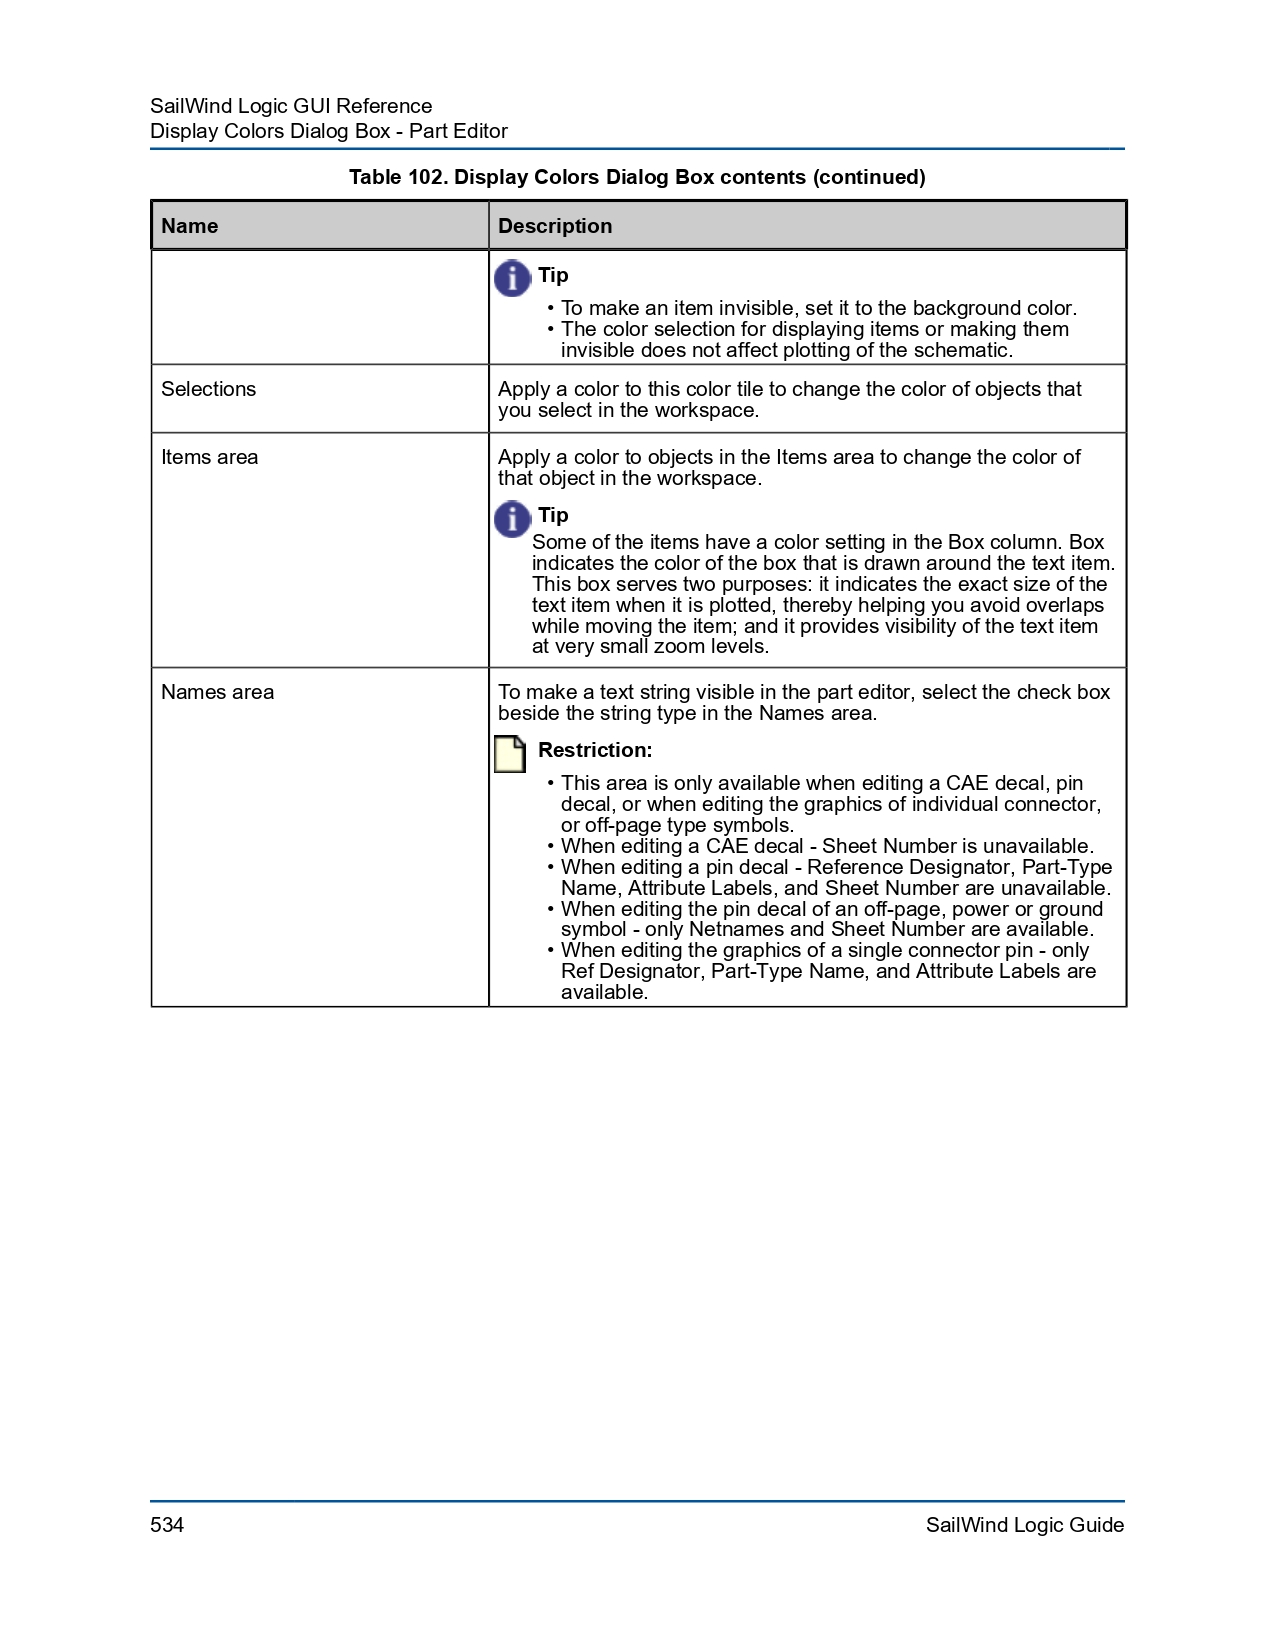 SailWind Logic GUI Reference
Display Colors Dialog Box - Part Editor
Table 102. Display Colors Dialog Box contents (continued)
Name
Description
Tip
• To make an item invisible, set it to the background color.
• The color selection for displaying items or making them
invisible does not affect plotting of the schematic.
Selections
Apply a color to this color tile to change the color of objects that
you select in the workspace.
Items area
Apply a color to objects in the Items area to change the color of
that object in the workspace.
Tip
Some of the items have a color setting in the Box column. Box
indicates the color of the box that is drawn around the text item.
This box serves two purposes: it indicates the exact size of the
text item when it is plotted, thereby helping you avoid overlaps
while moving the item; and it provides visibility of the text item
at very small zoom levels.
Names area
To make a text string visible in the part editor, select the check box
beside the string type in the Names area.
Restriction:
• This area is only available when editing a CAE decal, pin
decal, or when editing the graphics of individual connector,
or off-page type symbols.
• When editing a CAE decal - Sheet Number is unavailable.
• When editing a pin decal - Reference Designator, Part-Type
Name, Attribute Labels, and Sheet Number are unavailable.
• When editing the pin decal of an off-page, power or ground
symbol - only Netnames and Sheet Number are available.
• When editing the graphics of a single connector pin - only
Ref Designator, Part-Type Name, and Attribute Labels are
available.
534
SailWind Logic Guide